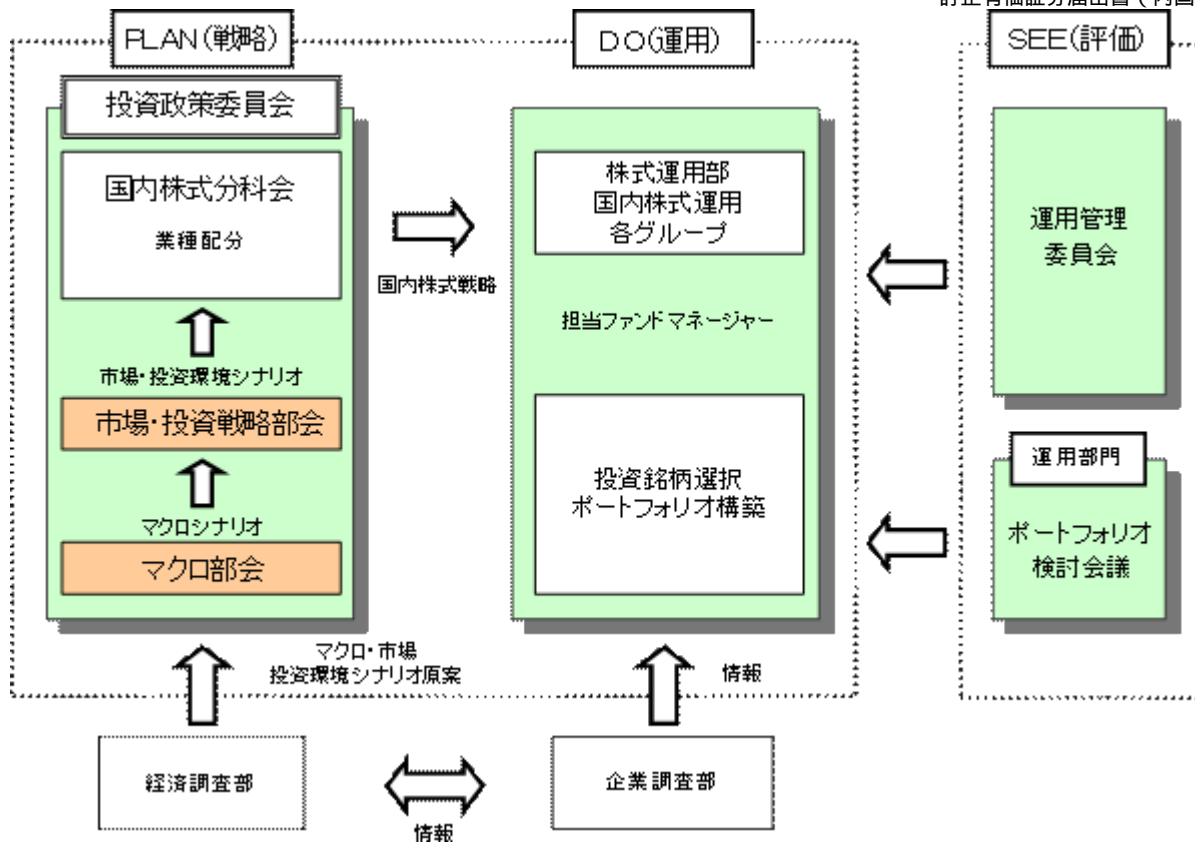 PLAN(戦略)
DO(運用)
SEE(評価)
投資政策委員会
国内株式分科会
業種配分
市場・投資環境シナリオ
市場・投資戦略部会
マクロシナリオ
マクロ部会
国内株式戦略
株式運用部
国内株式運用
各グループ
担当ファンドマネージャー
投資銘柄選択
ポートフォリオ構築
運用管理
委員会
運用部門
ポートフォリオ
検討会議
マクロ・市場
投資環境シナリオ原案
情報
経済調査部
情報
企業調査部